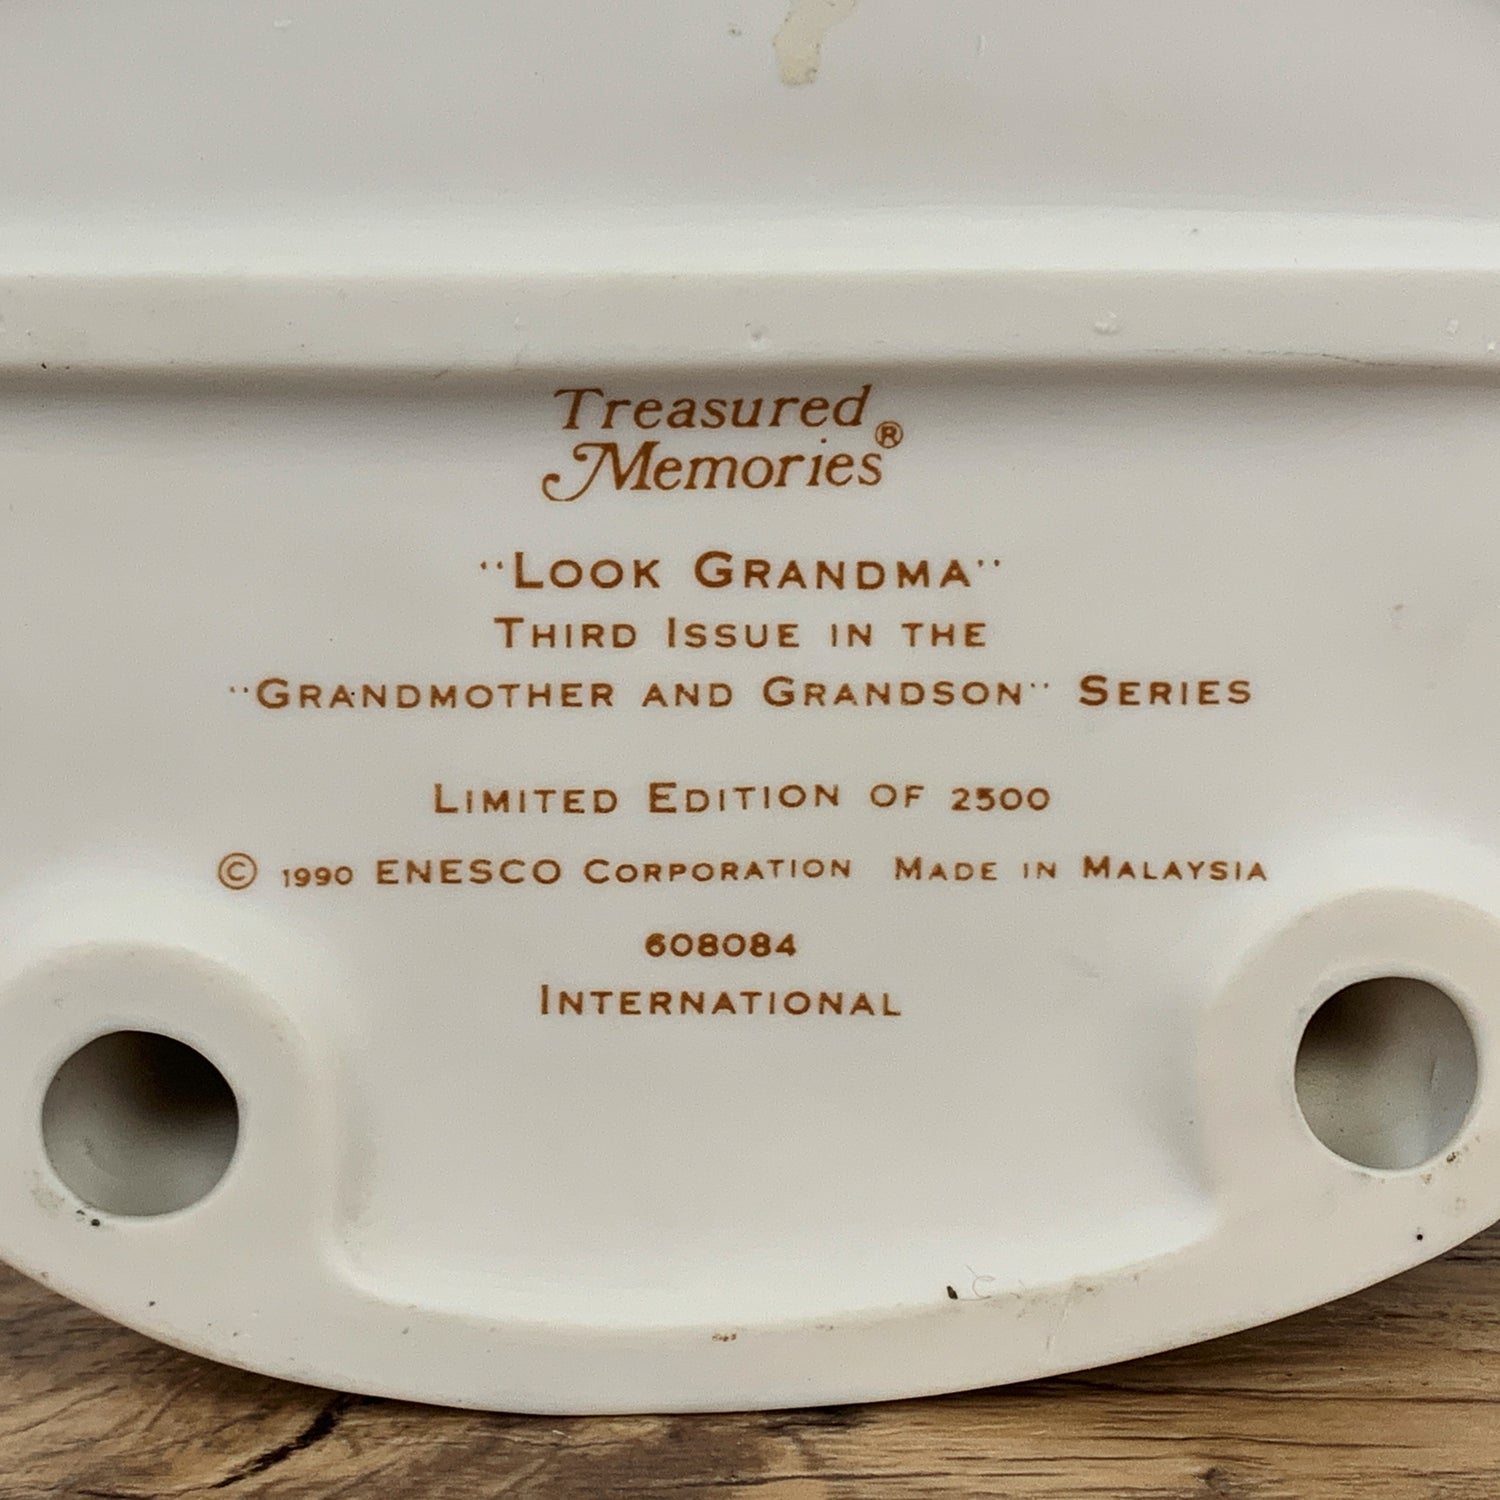 Treasured
Memories®
"LOOK GRANDMA"
THIRD ISSUE IN THE
"GRANDMOTHER AND GRANDSON" SERIES
LIMITED EDITION OF 2500
© 1990 ENESCO CORPORATION MADE IN MALAYSIA
608084
INTERNATIONAL